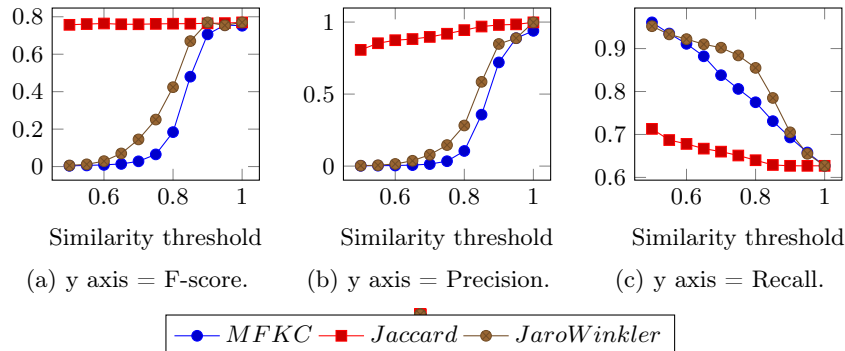 0.8
0.6
0.4
0.2
0
0.6 0.8 1
Similarity threshold
(a) y axis = F-score.
1
0.5
0
0.6 0.8 1
Similarity threshold
(b) y axis = Precision.
0.9
0.8
0.7
0.6
0.6 0.8 1
Similarity threshold
(c) y axis = Recall.
MFKC Jaccard JaroWinkler